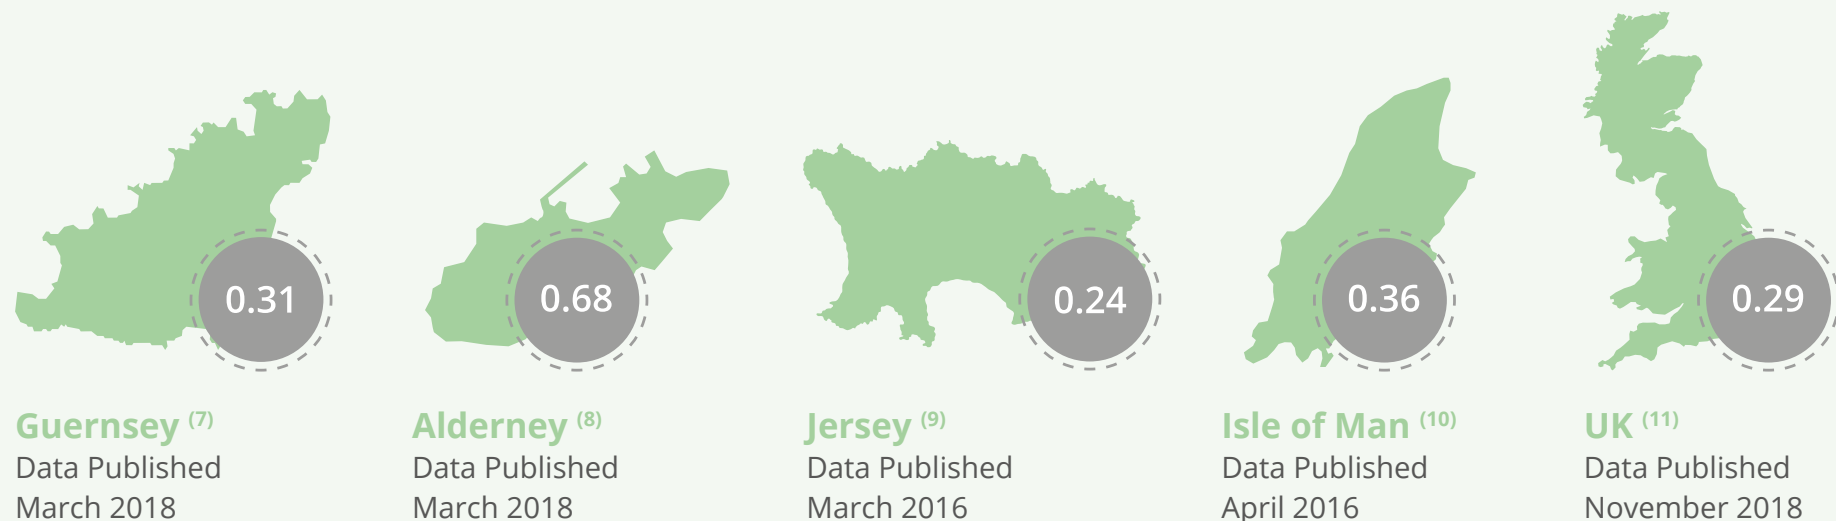 0.31
0.68
0.24
0.36
0.29
Guernsey (7)
Data Published
March 2018
Alderney (8)
Data Published
March 2018
Jersey (9)
Data Published
March 2016
Isle of Man (10)
Data Published
April 2016
UK (11)
Data Published
November 2018